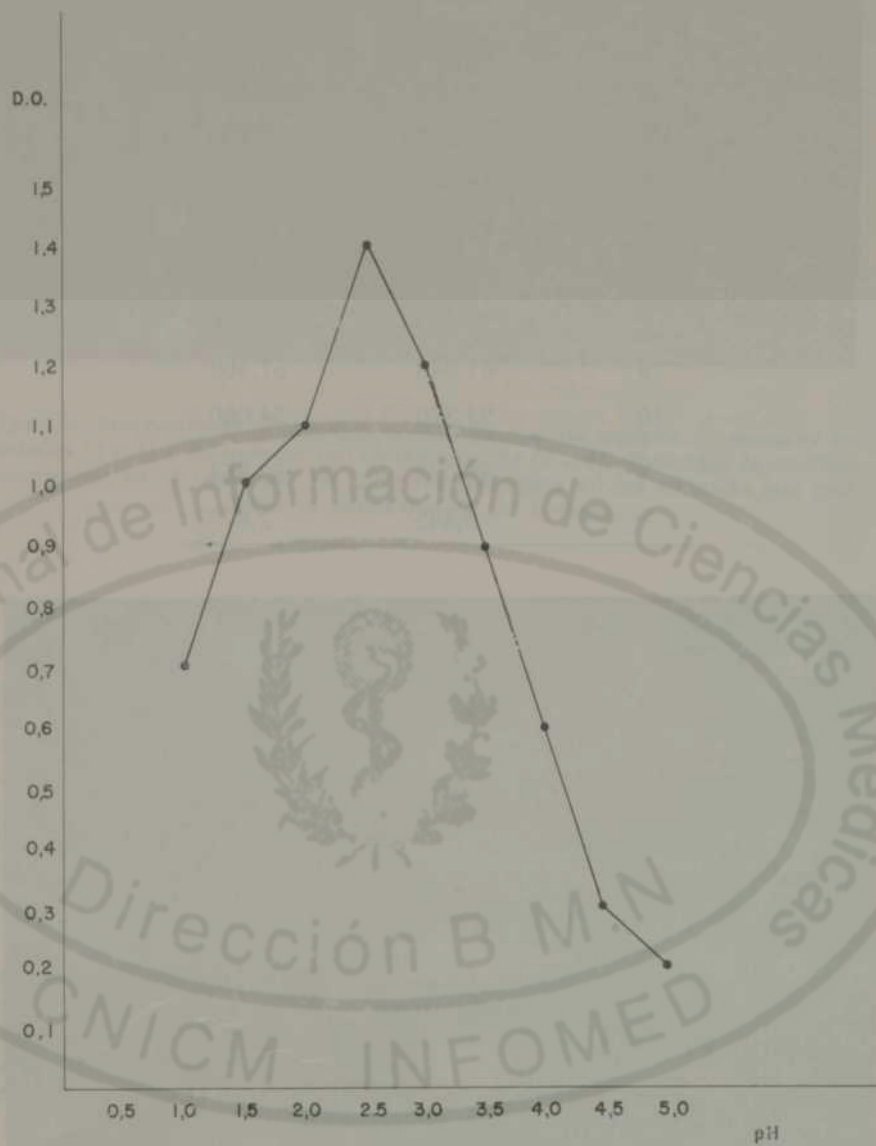 D.O.
1,5
1,4
1,3
1,2
1,1
1,0
0,9
0,8
0,7
0,6
0,5
0,4
0,3
0,2
0,1
0,5 1,0 1,5 2,0 2.5 3,0 3,5 4,0 4,5 5,0
pH
nal de Información de Ciencias Médicas
Dirección B M.N
CNICM INFOMED